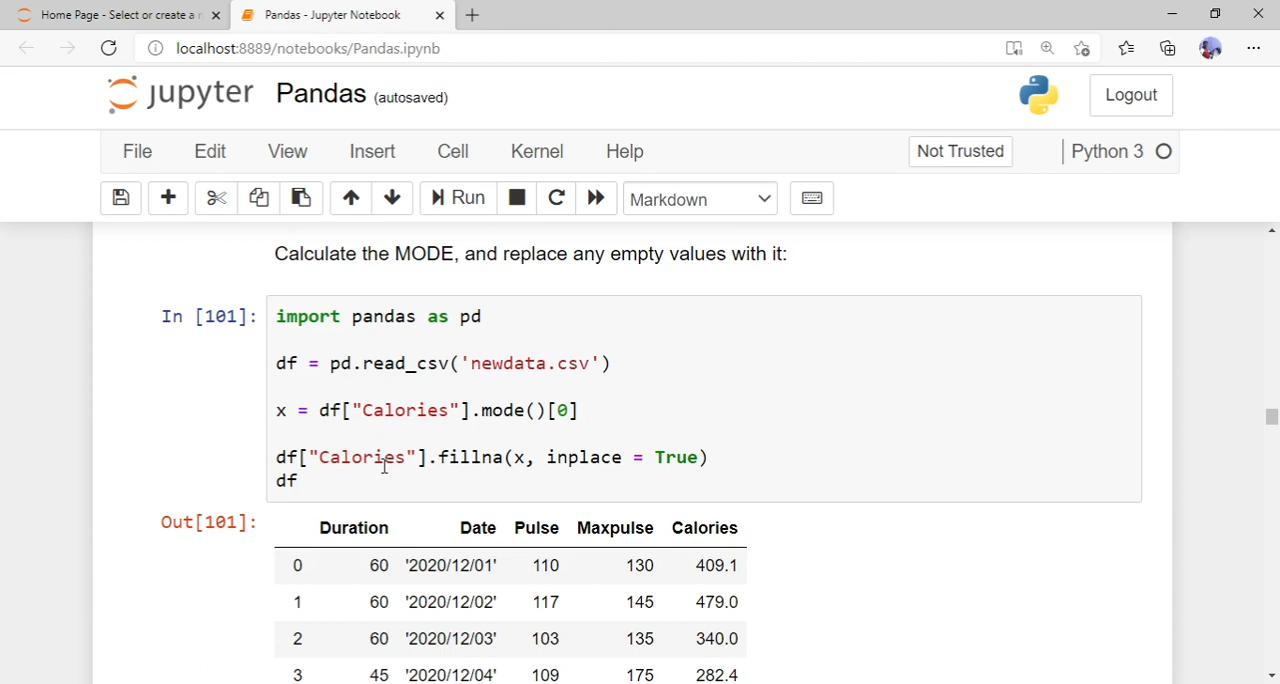 Home Page - Select or create a n
Pandas - Jupyter Notebook
localhost:8889/notebooks/Pandas.ipynb
jupyter Pandas (autosaved)
Logout
File Edit View Insert Cell Kernel Help
Not Trusted
Python 3
Run
Markdown
Calculate the MODE, and replace any empty values with it:
In [101]: import pandas as pd
df = pd.read_csv('newdata.csv')
x = df["Calories"].mode()[0]
df["Calories"].fillna(x, inplace = True)
df
Out[101]: Duration Date Pulse Maxpulse Calories
0 60 '2020/12/01' 110 130 409.1
1 60 '2020/12/02' 117 145 479.0
2 60 '2020/12/03' 103 135 340.0
3 45 '2020/12/04' 109 175 282.4